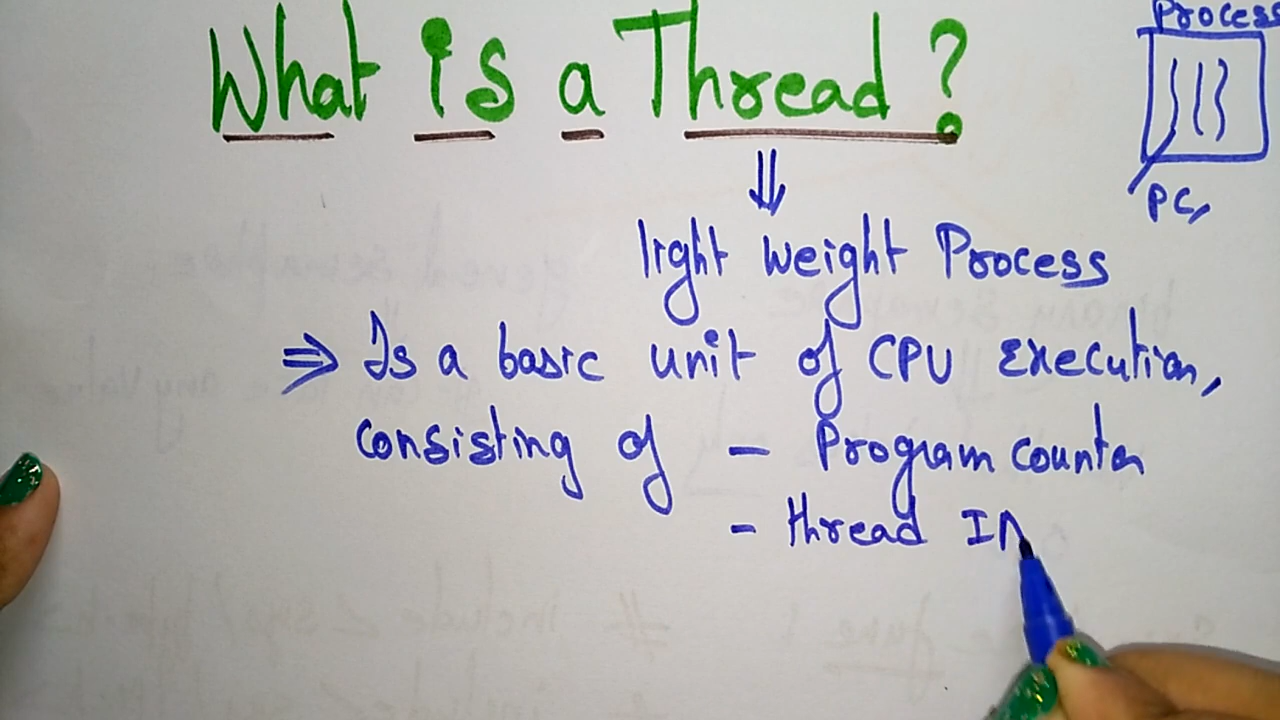 What is a Thread ?
Process
PC,
⇓
light weight Process
⇒ Is a basic unit of CPU Execution,
consisting of - Program counter
- thread ID